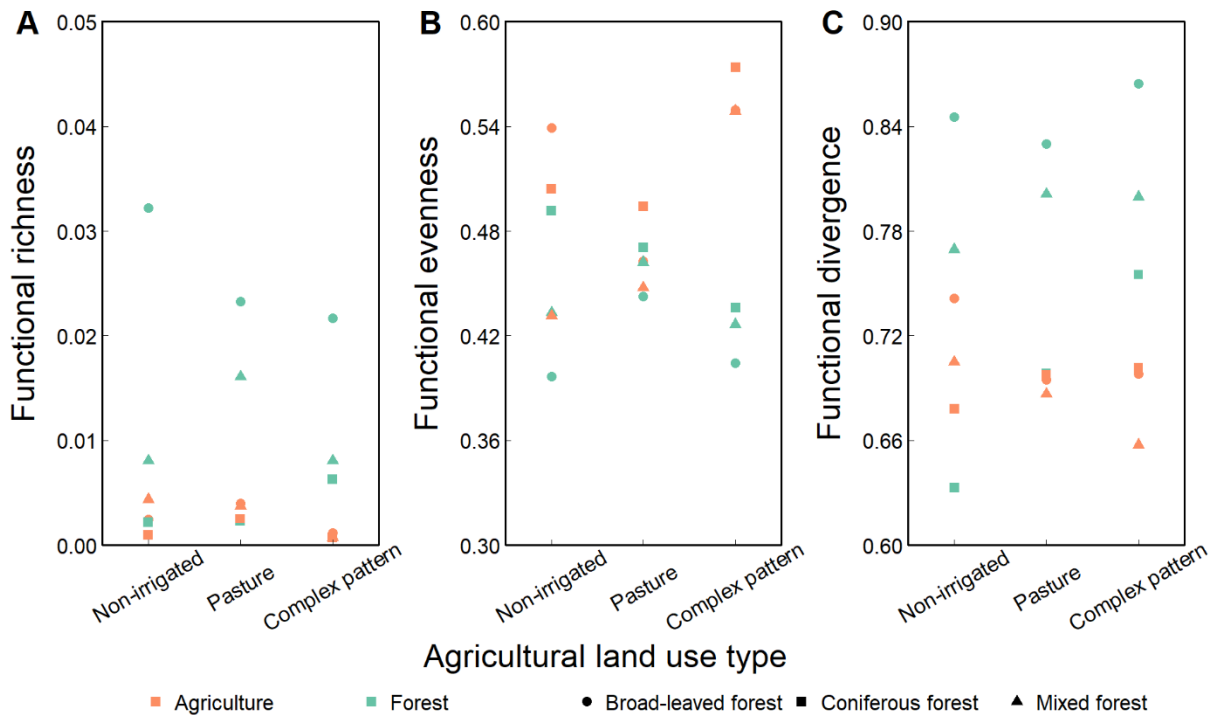 A
Functional richness
0.05
0.04
0.03
0.02
0.01
0.00
Non-irrigated
Pasture
Complex pattern
B
Functional evenness
0.60
0.54
0.48
0.42
0.36
0.30
Non-irrigated
Pasture
Complex pattern
C
Functional divergence
0.90
0.84
0.78
0.72
0.66
0.60
Non-irrigated
Pasture
Complex pattern
Agricultural land use type
Agriculture Forest Broad-leaved forest Coniferous forest Mixed forest